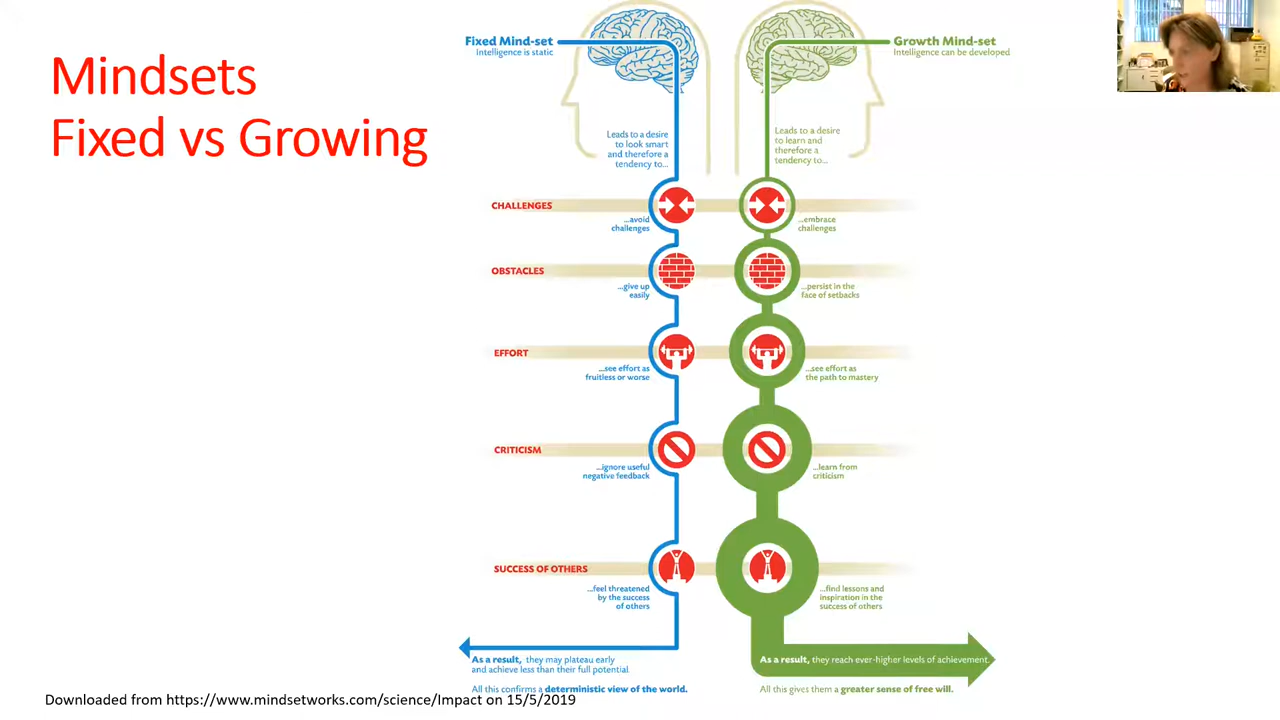 Mindsets
Fixed vs Growing
Fixed Mind-set
Intelligence is static
Growth Mind-set
Intelligence can be developed
Leads to a desire
to look smart
and therefore a
tendency to...
Leads to a desire
to learn and
therefore a
tendency to...
CHALLENGES
...avoid
challenges
...embrace
challenges
OBSTACLES
...give up
easily
...persist in the
face of setbacks
EFFORT
...see effort as
fruitless or worse
...see effort as
the path to mastery
CRITICISM
...ignore useful
negative feedback
...learn from
criticism
SUCCESS OF OTHERS
...feel threatened
by the success
of others
...find lessons and
inspiration in the
success of others
As a result, they may plateau early
and achieve less than their full potential.
All this confirms a deterministic view of the world.
As a result, they reach ever-higher levels of achievement.
All this gives them a greater sense of free will.
Downloaded from https://www.mindsetworks.com/science/Impact on 15/5/2019